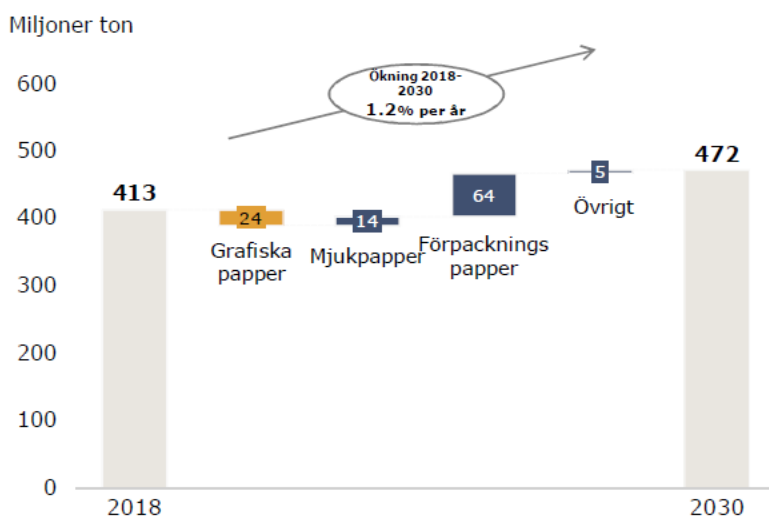 Miljoner ton
600
500
400
300
200
100
0
Ökning 2018-
2030
1.2% per år
413
24
Grafiska
papper
14
Mjukpapper
64
Förpacknings
papper
5
Övrigt
472
2018
2030